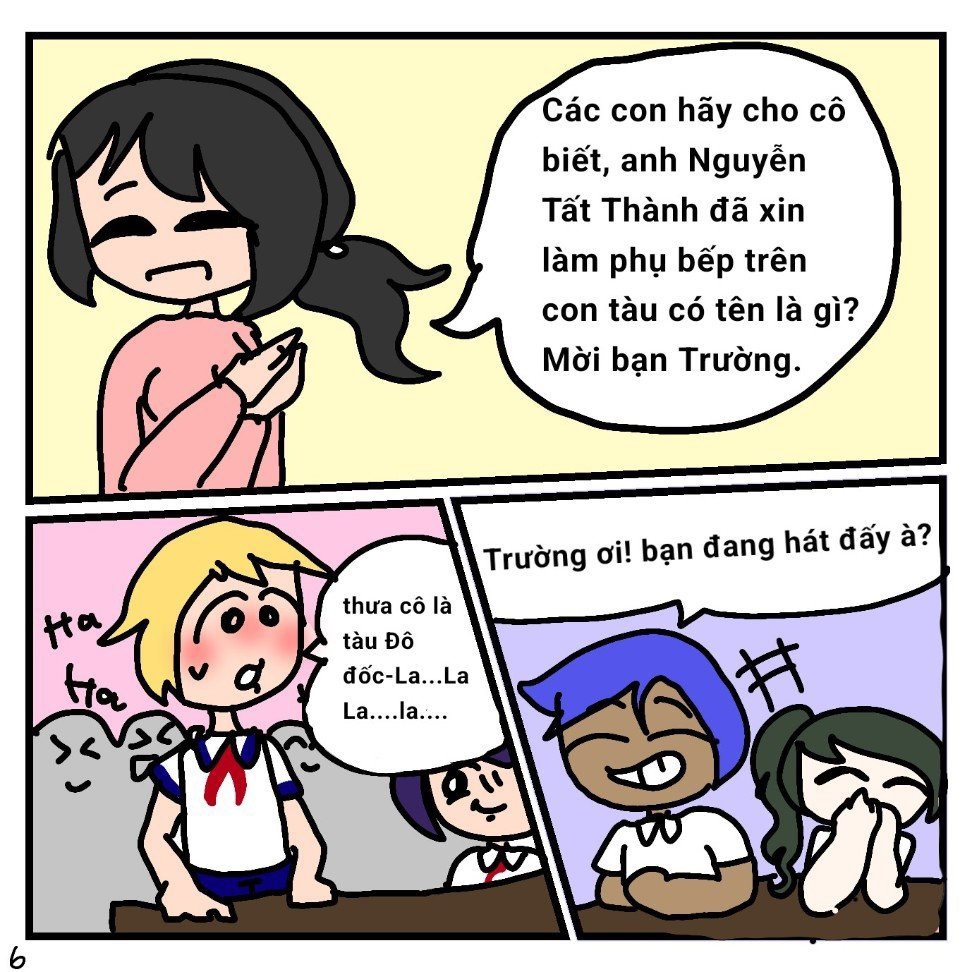 Các con hãy cho cô
biết, anh Nguyễn
Tất Thành đã xin
làm phụ bếp trên
con tàu có tên là gì?
Mời bạn Trường.
Ha
Ha
thưa cô là
tàu Đô
đốc-La...La
La....la....
Trường ơi! bạn đang hát đấy à?
6